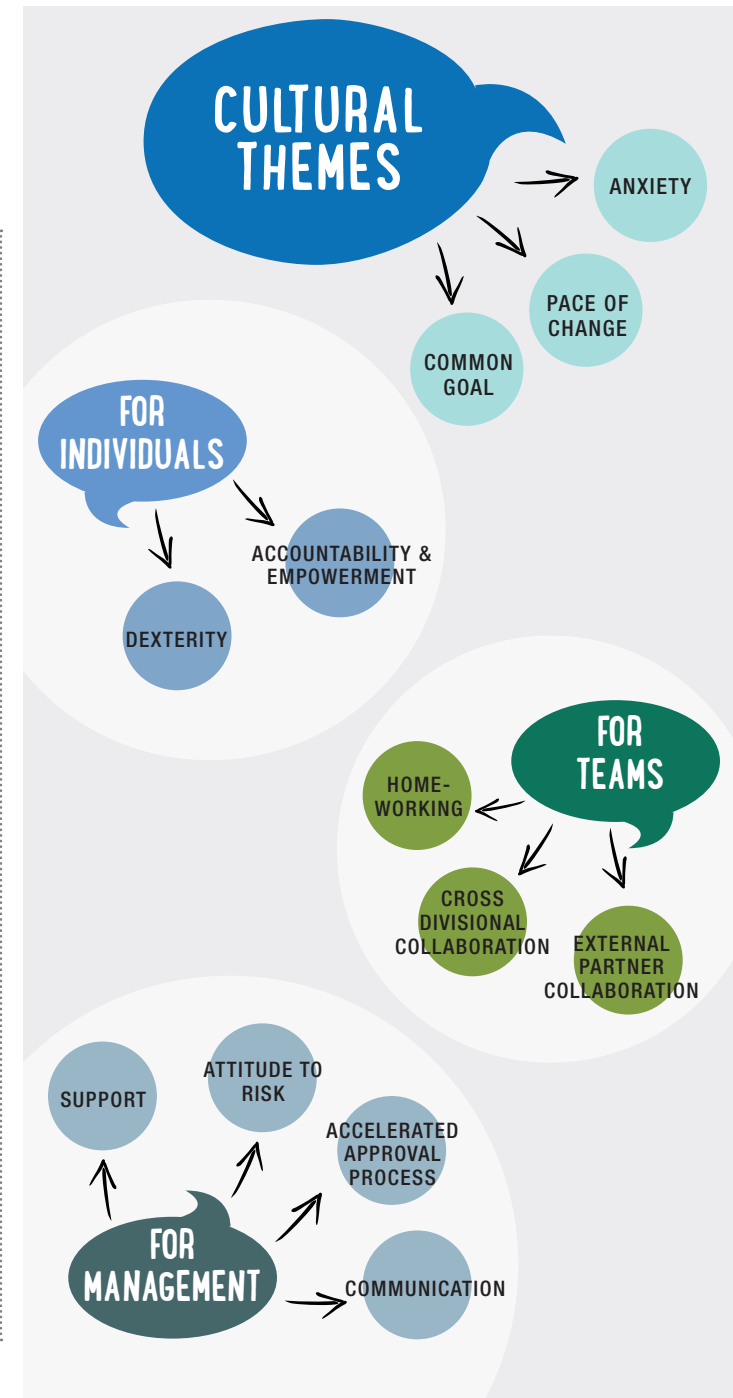 CULTURAL
THEMES
ANXIETY
PACE OF
CHANGE
COMMON
GOAL
FOR
INDIVIDUALS
ACCOUNTABILITY &
EMPOWERMENT
DEXTERITY
FOR
TEAMS
HOME-
WORKING
CROSS
DIVISIONAL
COLLABORATION
EXTERNAL
PARTNER
COLLABORATION
SUPPORT
ATTITUDE TO
RISK
ACCELERATED
APPROVAL
PROCESS
FOR
MANAGEMENT
COMMUNICATION